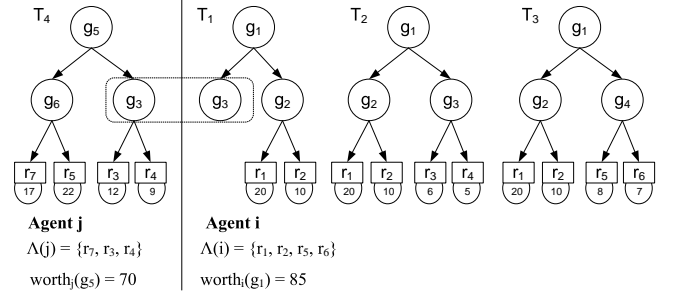 T4 T1 T2 T3
g5 g1 g1 g1
g6 g3 g3 g2 g2 g3 g2 g4
r7 r5 r3 r4 r1 r2 r1 r2 r3 r4 r1 r2 r5 r6
17 22 12 9 20 10 20 10 6 5 20 10 8 7
Agent j Agent i
Λ(j) = {r7, r3, r4} Λ(i) = {r1, r2, r5, r6}
worthj(g5) = 70 worthi(g1) = 85